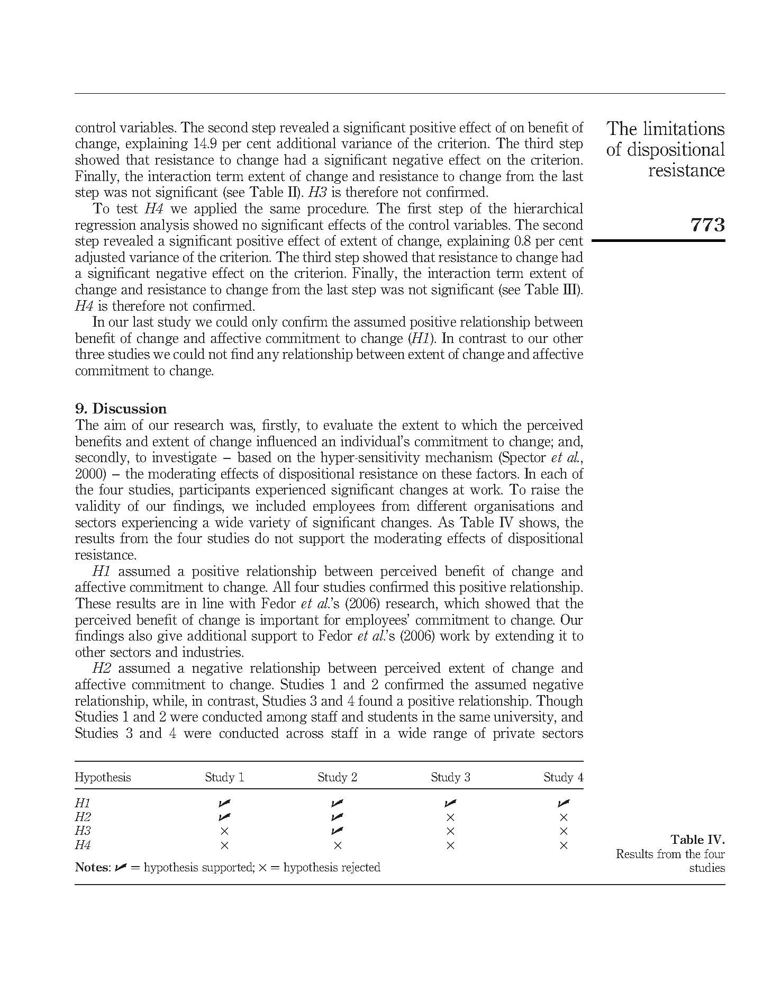 control variables. The second step revealed a significant positive effect of on benefit of
change, explaining 14.9 per cent additional variance of the criterion. The third step
showed that resistance to change had a significant negative effect on the criterion.
Finally, the interaction term extent of change and resistance to change from the last
step was not significant (see Table II). H3 is therefore not confirmed.
To test H4 we applied the same procedure. The first step of the hierarchical
regression analysis showed no significant effects of the control variables. The second
step revealed a significant positive effect of extent of change, explaining 0.8 per cent
adjusted variance of the criterion. The third step showed that resistance to change had
a significant negative effect on the criterion. Finally, the interaction term extent of
change and resistance to change from the last step was not significant (see Table III).
H4 is therefore not confirmed.
In our last study we could only confirm the assumed positive relationship between
benefit of change and affective commitment to change (H1). In contrast to our other
three studies we could not find any relationship between extent of change and affective
commitment to change.
9. Discussion
The aim of our research was, firstly, to evaluate the extent to which the perceived
benefits and extent of change influenced an individual's commitment to change; and,
secondly, to investigate – based on the hyper-sensitivity mechanism (Spector et al.,
2000) – the moderating effects of dispositional resistance on these factors. In each of
the four studies, participants experienced significant changes at work. To raise the
validity of our findings, we included employees from different organisations and
sectors experiencing a wide variety of significant changes. As Table IV shows, the
results from the four studies do not support the moderating effects of dispositional
resistance.
H1 assumed a positive relationship between perceived benefit of change and
affective commitment to change. All four studies confirmed this positive relationship.
These results are in line with Fedor et al.'s (2006) research, which showed that the
perceived benefit of change is important for employees' commitment to change. Our
findings also give additional support to Fedor et al.'s (2006) work by extending it to
other sectors and industries.
H2 assumed a negative relationship between perceived extent of change and
affective commitment to change. Studies 1 and 2 confirmed the assumed negative
relationship, while, in contrast, Studies 3 and 4 found a positive relationship. Though
Studies 1 and 2 were conducted among staff and students in the same university, and
Studies 3 and 4 were conducted across staff in a wide range of private sectors
The limitations
of dispositional
resistance
773
Hypothesis Study 1 Study 2 Study 3 Study 4
H1 ✓ ✓ ✓ ✓
H2 ✓ ✓ × ×
H3 × ✓ × ×
H4 × × × ×
Notes: ✓ = hypothesis supported; × = hypothesis rejected
Table IV.
Results from the four
studies